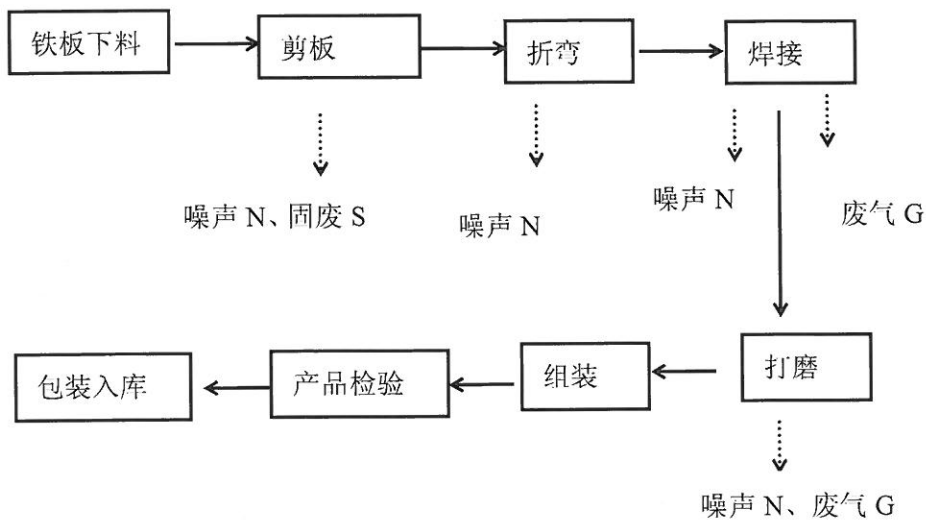 铁板下料
剪板
折弯
焊接
噪声 N、固废 S
噪声 N
噪声 N
废气 G
包装入库
产品检验
组装
打磨
噪声 N、废气 G